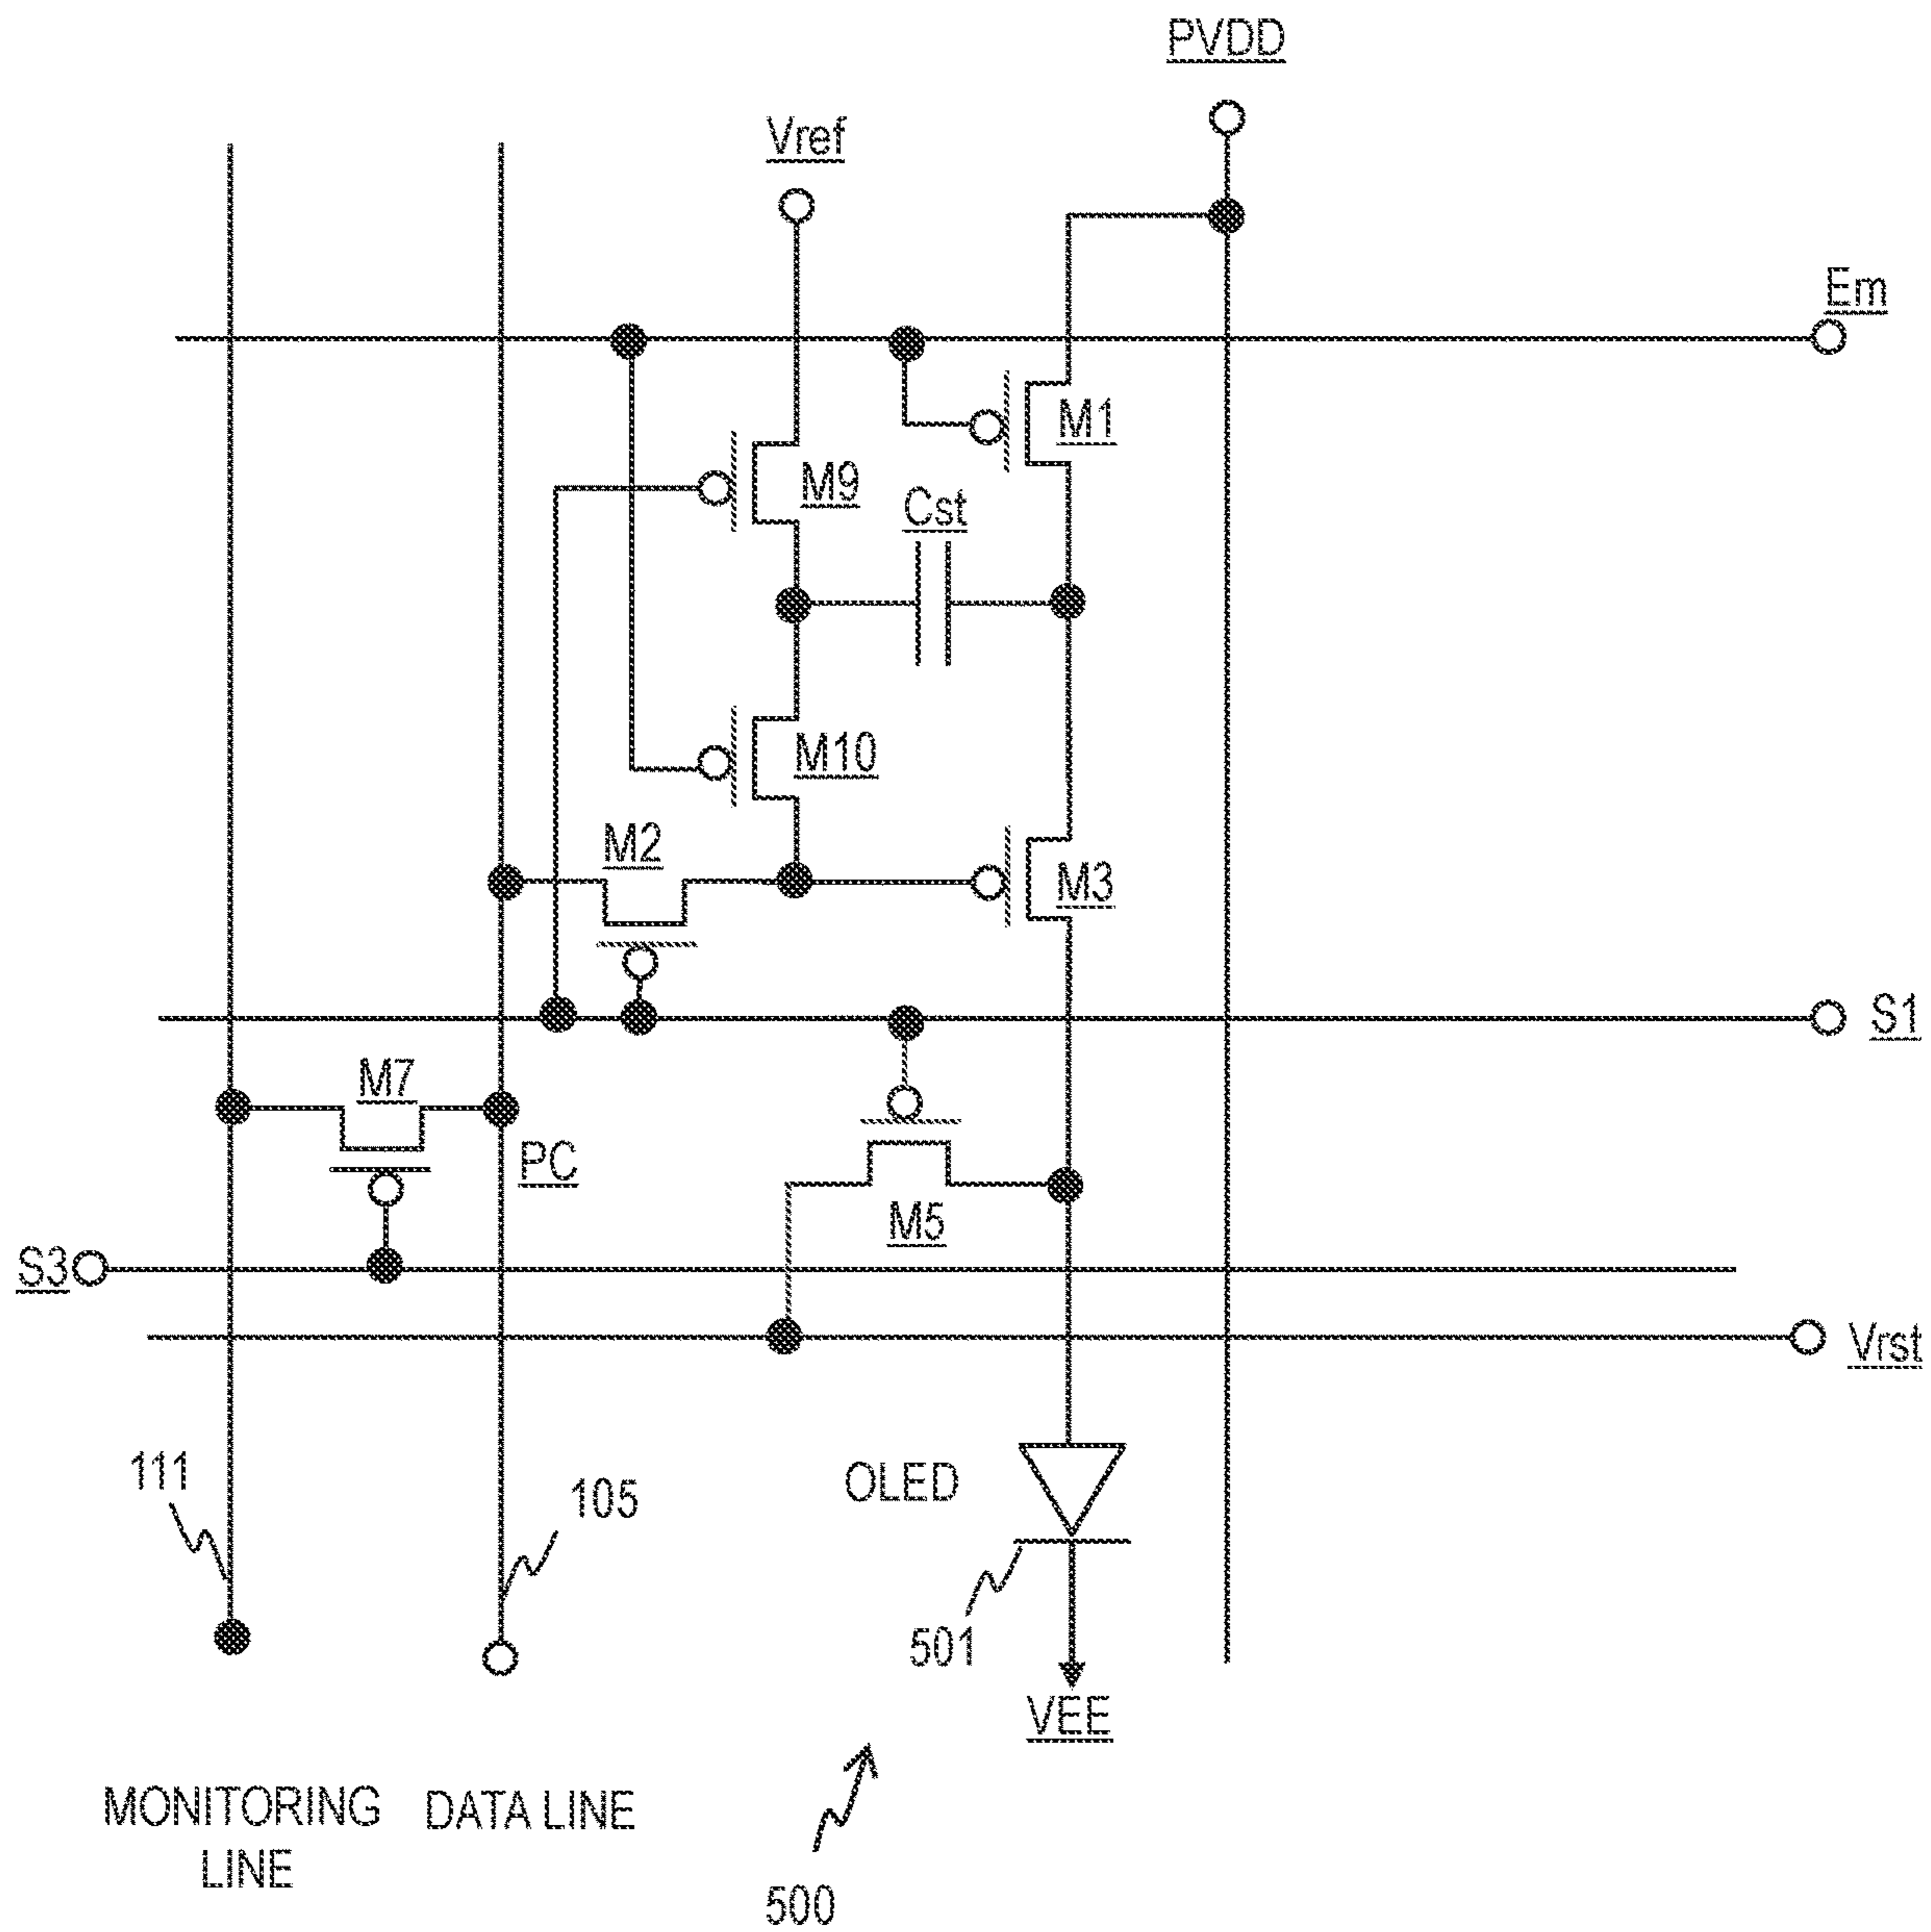 PVDD
Vref
Em
M1
M9
Cst
M10
M2
M3
S1
M7
PC
M5
S3
Vrst
111
OLED
105
501
VEE
MONITORING
LINE
DATA LINE
500